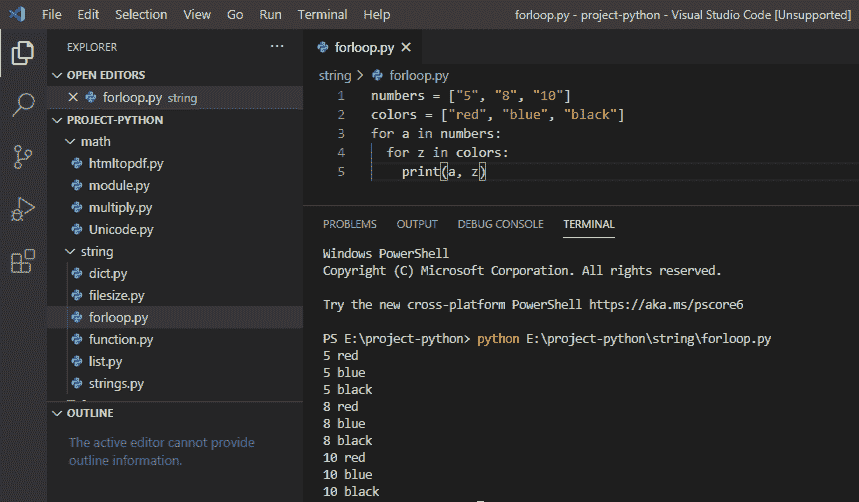 File Edit Selection View Go Run Terminal Help forloop.py - project-python - Visual Studio Code [Unsupported]
EXPLORER ···
OPEN EDITORS
forloop.py string
PROJECT-PYTHON
math
htmltopdf.py
module.py
multiply.py
Unicode.py
string
dict.py
filesize.py
forloop.py
function.py
list.py
strings.py
OUTLINE
The active editor cannot provide
outline information.
forloop.py
string > forloop.py
1 numbers = ["5", "8", "10"]
2 colors = ["red", "blue", "black"]
3 for a in numbers:
4 for z in colors:
5 print(a, z)
PROBLEMS OUTPUT DEBUG CONSOLE TERMINAL
Windows PowerShell
Copyright (C) Microsoft Corporation. All rights reserved.
Try the new cross-platform PowerShell https://aka.ms/pscore6
PS E:\project-python> python E:\project-python\string\forloop.py
5 red
5 blue
5 black
8 red
8 blue
8 black
10 red
10 blue
10 black